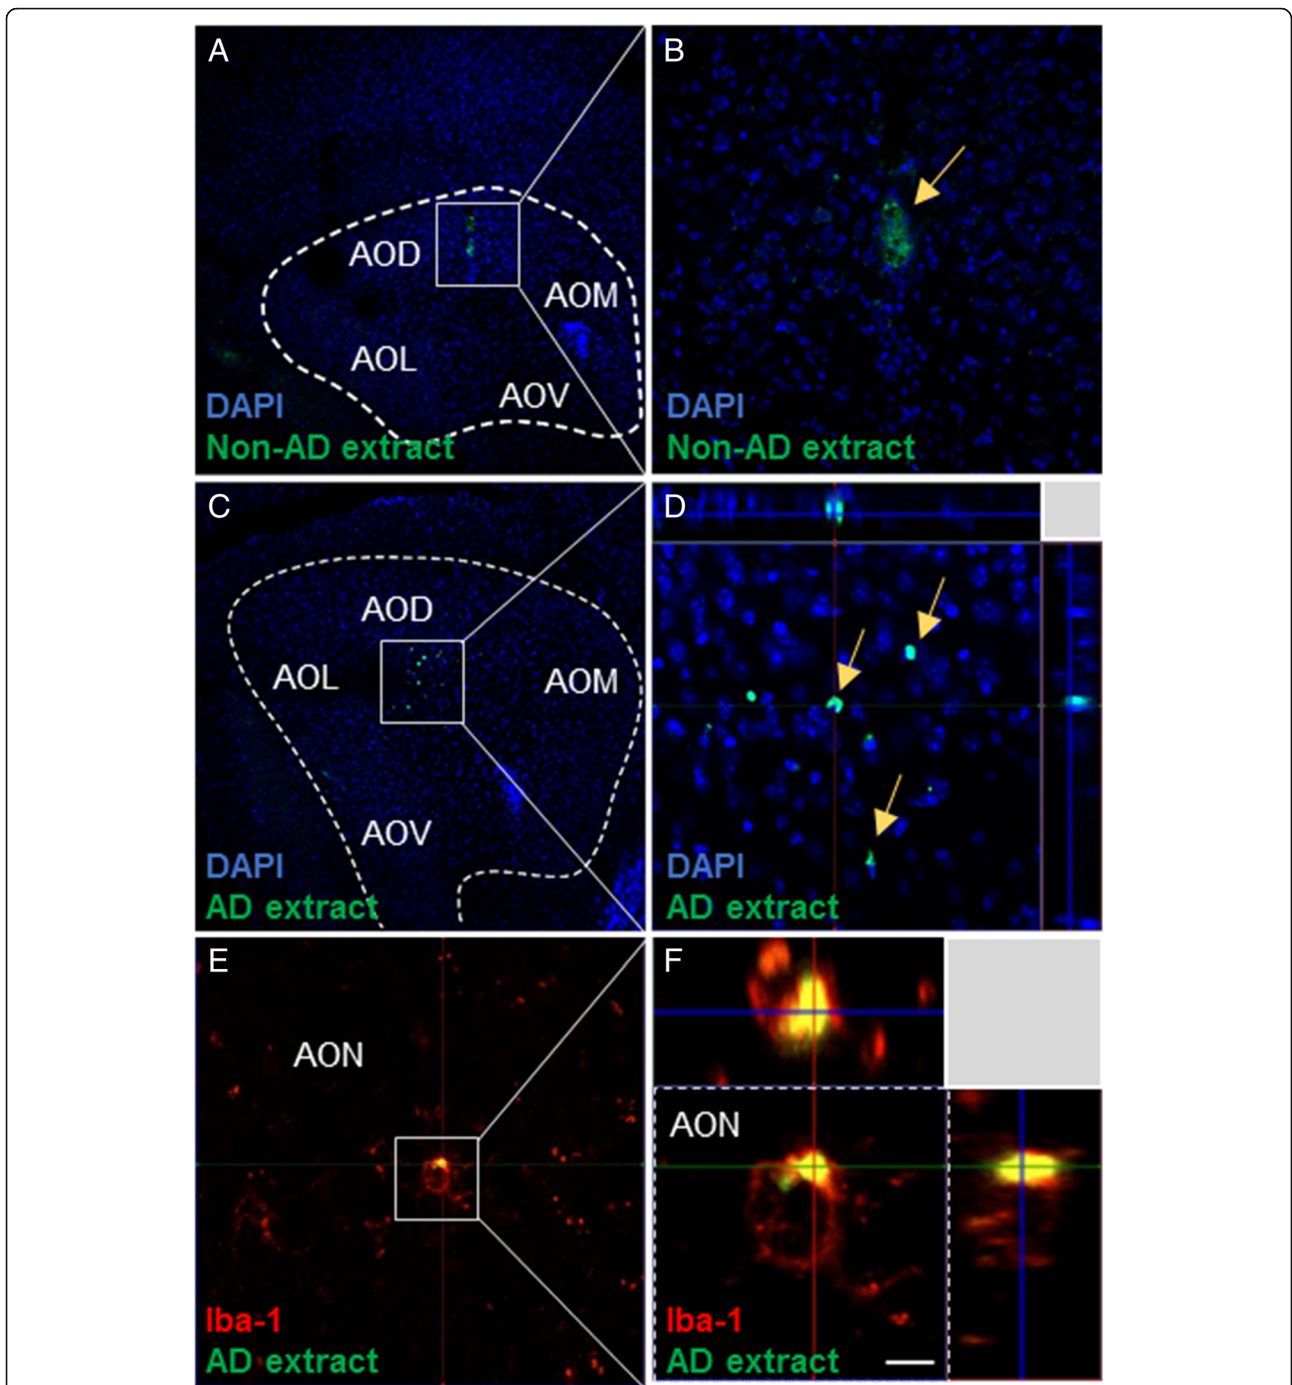 A
AOD
AOM
AOL
AOV
DAPI
Non-AD extract
B
DAPI
Non-AD extract
C
AOD
AOL
AOM
AOV
DAPI
AD extract
D
DAPI
AD extract
E
AON
Iba-1
AD extract
F
AON
Iba-1
AD extract